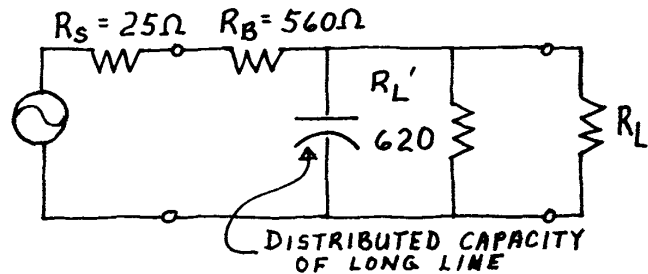 RS = 25Ω RB = 560Ω
RL'
620
RL
DISTRIBUTED CAPACITY
OF LONG LINE